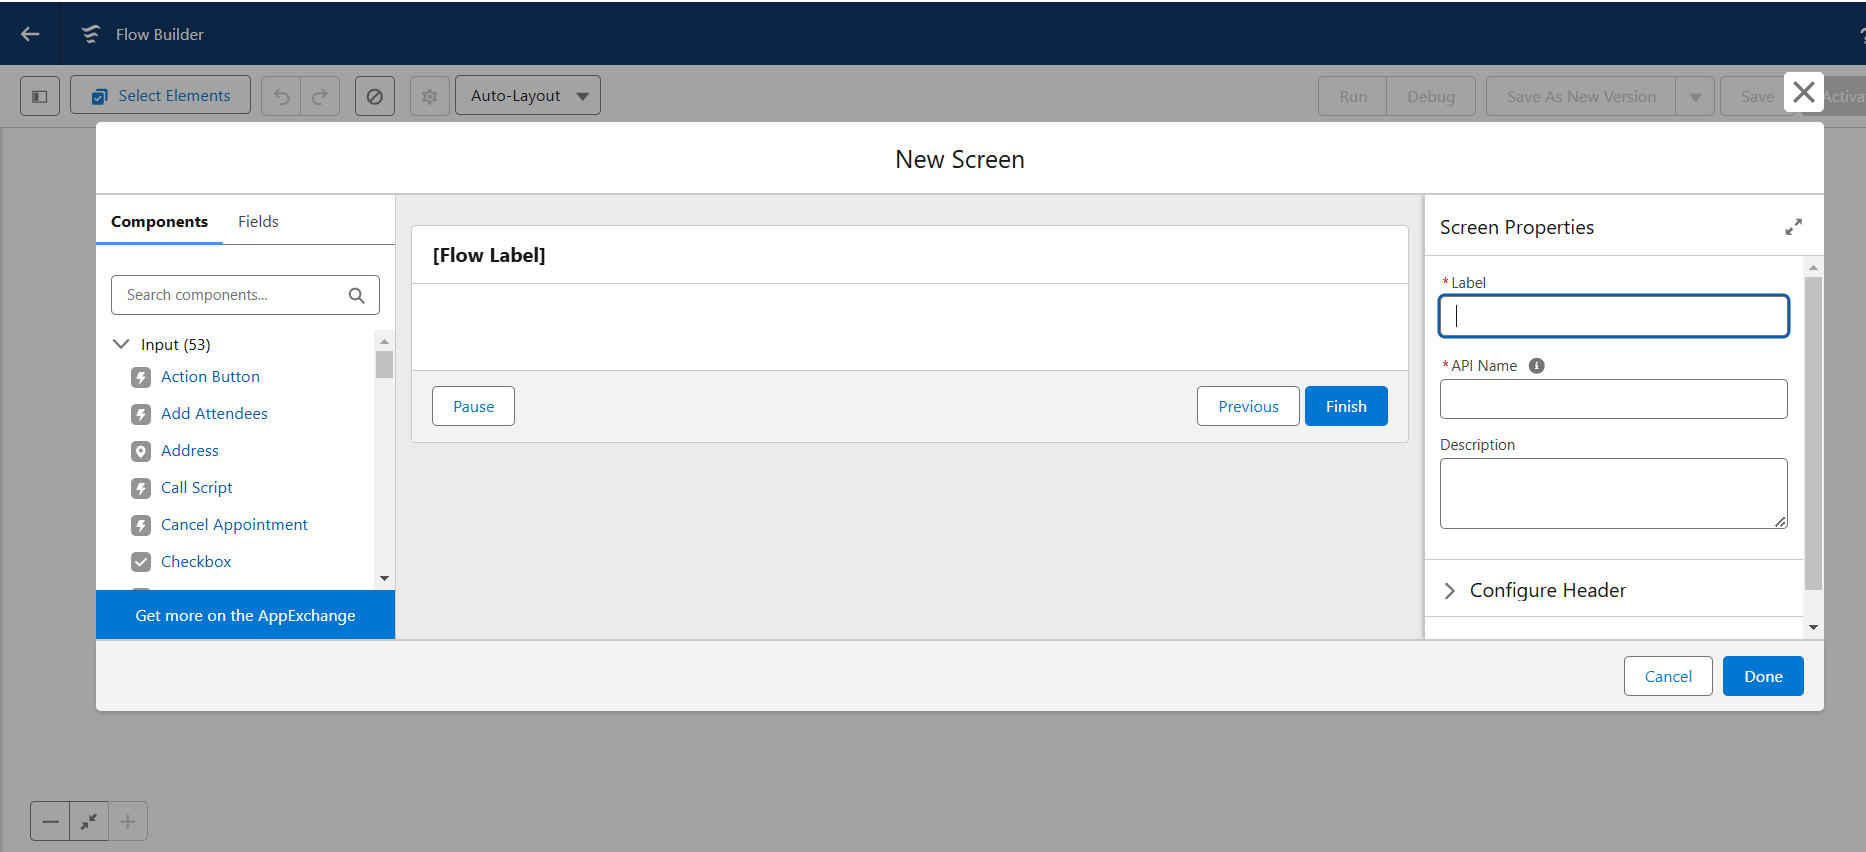 Flow Builder
?
Select Elements
Auto-Layout
Run
Debug
Save As New Version
Save
Activa
New Screen
Components
Fields
Search components...
Input (53)
Action Button
Add Attendees
Address
Call Script
Cancel Appointment
Checkbox
Get more on the AppExchange
[Flow Label]
Pause
Previous
Finish
Screen Properties
* Label
* API Name
Description
Configure Header
Cancel
Done